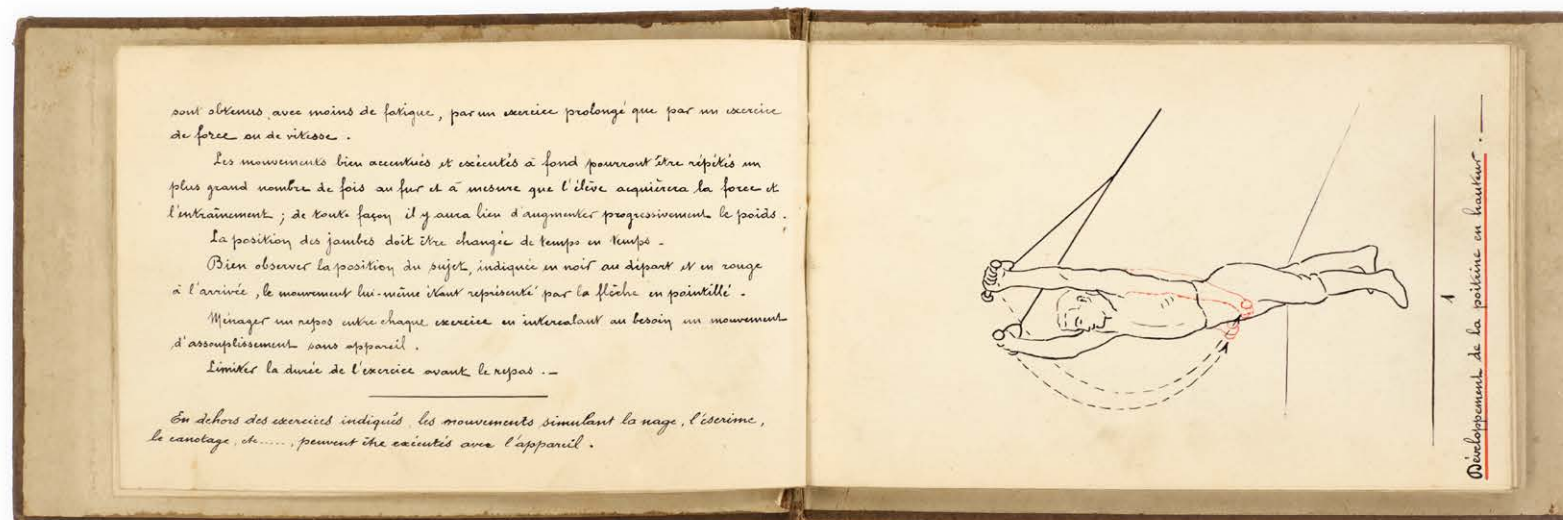 sont obtenus, avec moins de fatigue, par un exercice prolongé que par un exercice
de force ou de vitesse.
Les mouvements bien accentués et exécutés à fond pourront être répétés un
plus grand nombre de fois au fur et à mesure que l'élève acquièrera la force et
l'entraînement ; de toute façon il y aura lieu d'augmenter progressivement le poids.
La position des jambes doit être changée de temps en temps.
Bien observer la position du sujet, indiquée en noir au départ et en rouge
à l'arrivée, le mouvement lui-même étant représenté par la flèche en pointillé.
Ménager un repos entre chaque exercice en intercalant au besoin un mouvement
d'assouplissement sans appareil.
Limiter la durée de l'exercice avant le repas.—
En dehors des exercices indiqués, les mouvements simulant la nage, l'escrime,
le canotage, etc......, peuvent être exécutés avec l'appareil.
Développement de la poitrine en hauteur.—
1